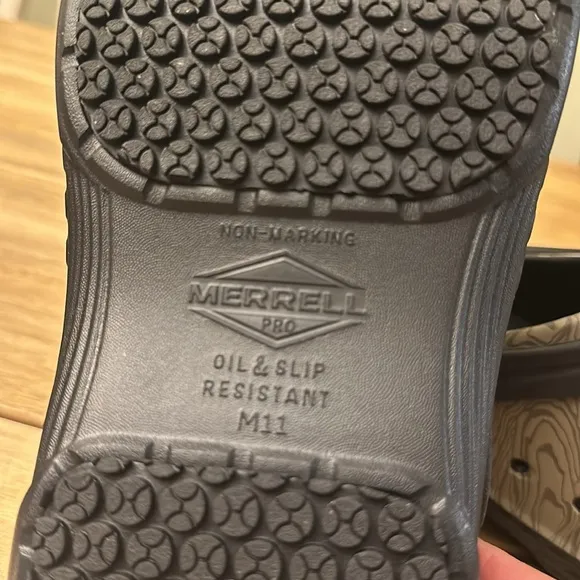 NON-MARKING
MERRELL
PRO
OIL & SLIP
RESISTANT
M11